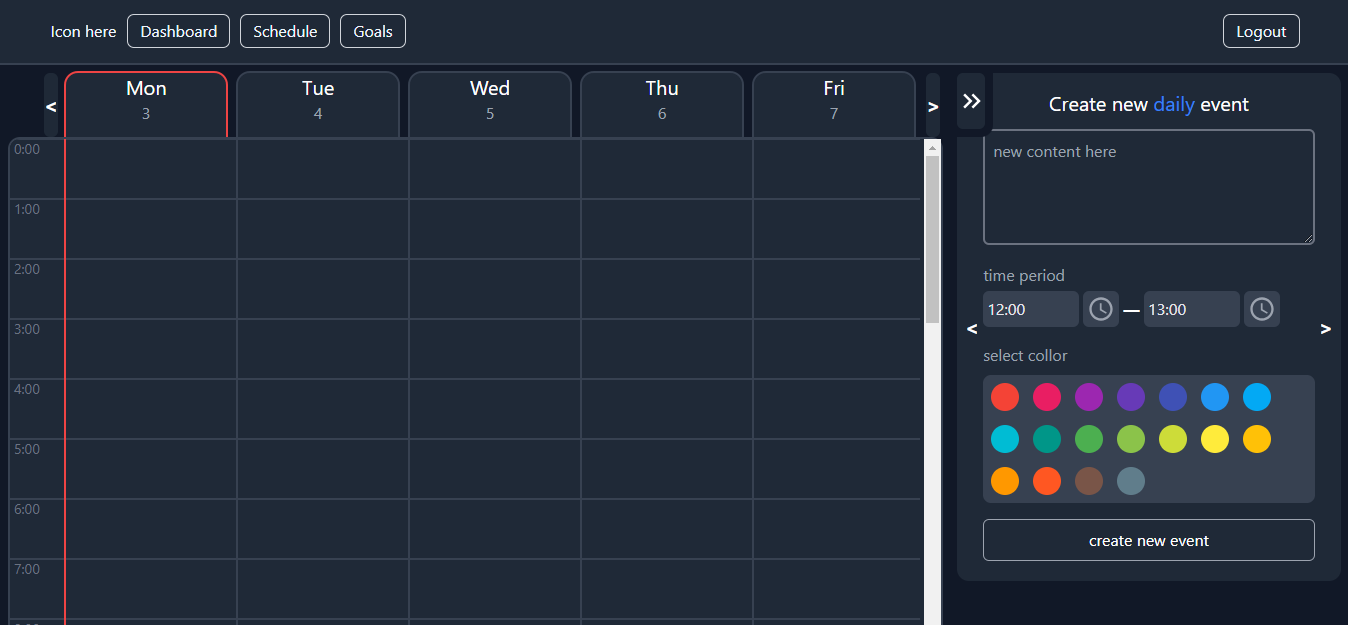 Icon here Dashboard Schedule Goals Logout
< Mon Tue Wed Thu Fri >
3 4 5 6 7
Create new daily event
new content here
0:00
1:00
2:00
3:00
4:00
5:00
6:00
7:00
time period
12:00 — 13:00
< >
select collor
create new event